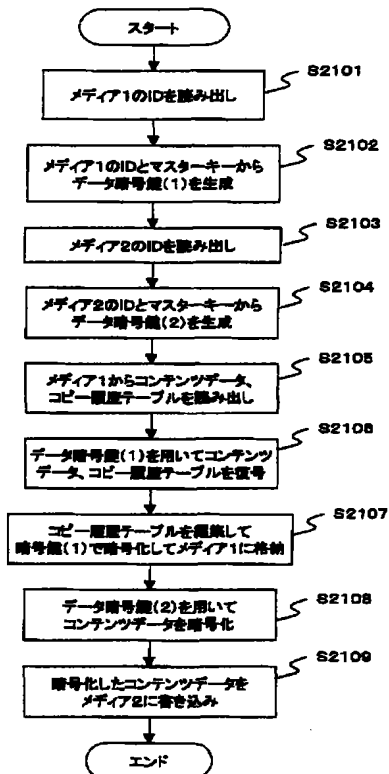 スタート
S2101
メディア1のIDを読み出し
S2102
メディア1のIDとマスターキーから
データ暗号鍵(1)を生成
S2103
メディア2のIDを読み出し
S2104
メディア2のIDとマスターキーから
データ暗号鍵(2)を生成
S2105
メディア1からコンテンツデータ、
コピー履歴テーブルを読み出し
S2106
データ暗号鍵(1)を用いてコンテンツ
データ、コピー履歴テーブルを復号
S2107
コピー履歴テーブルを編集して
暗号鍵(1)で暗号化してメディア1に格納
S2108
データ暗号鍵(2)を用いて
コンテンツデータを暗号化
S2109
暗号化したコンテンツデータを
メディア2に書き込み
エンド